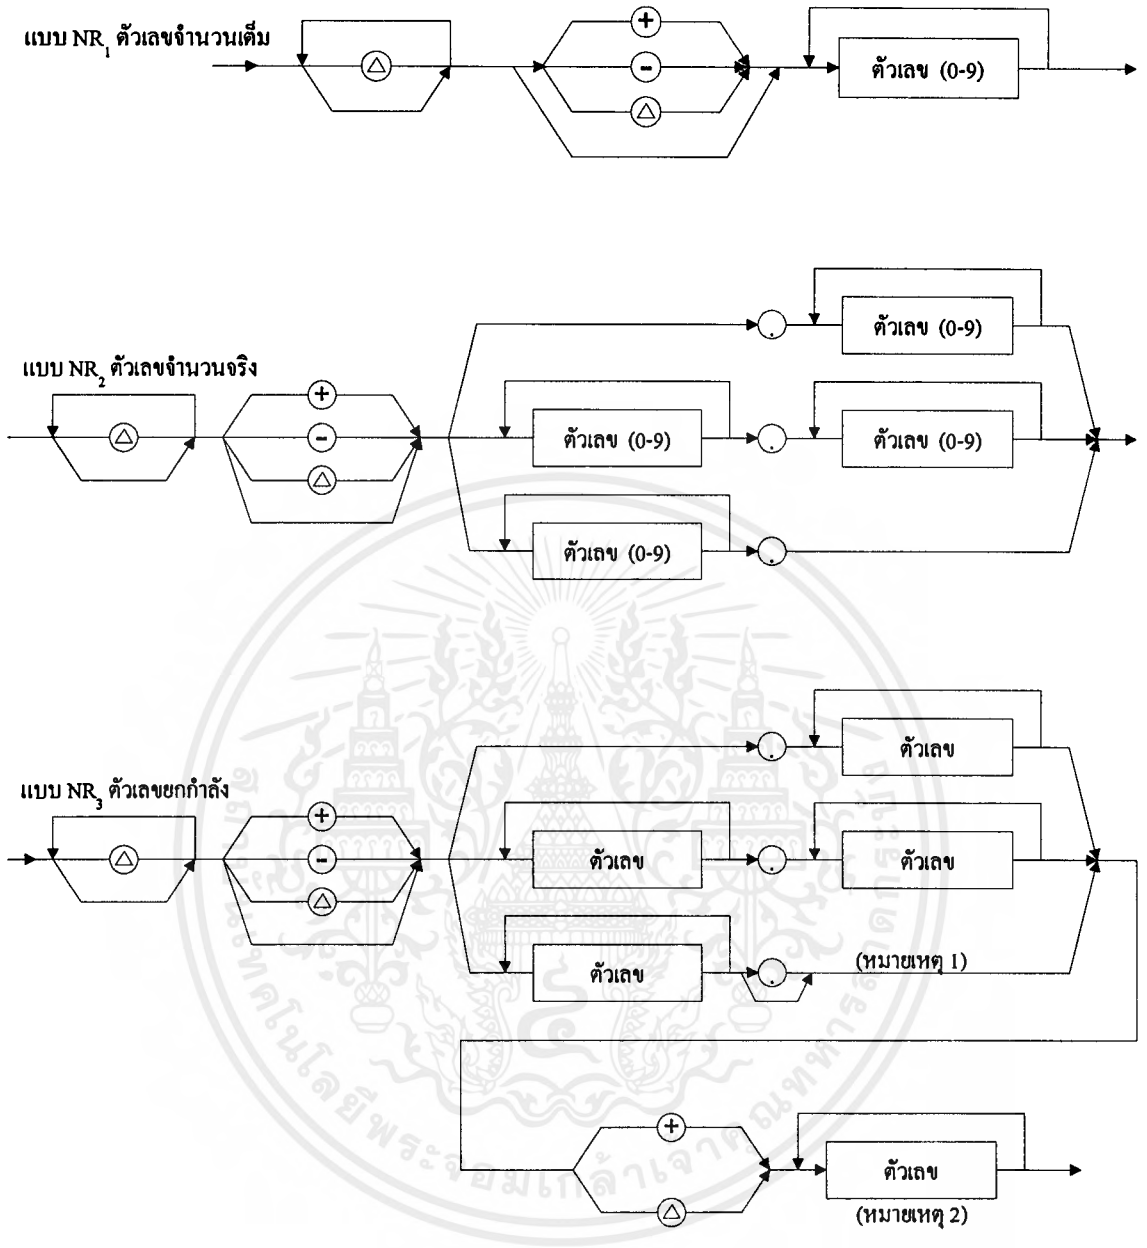 แบบ NR1 ตัวเลขจำนวนเต็ม
+
-
△
△
ตัวเลข (0-9)
แบบ NR2 ตัวเลขจำนวนจริง
△
+
-
△
.
ตัวเลข (0-9)
ตัวเลข (0-9)
.
ตัวเลข (0-9)
ตัวเลข (0-9)
.
แบบ NR3 ตัวเลขยกกำลัง
△
+
-
△
.
ตัวเลข
ตัวเลข
.
ตัวเลข
ตัวเลข
.
(หมายเหตุ 1)
+
△
ตัวเลข
(หมายเหตุ 2)